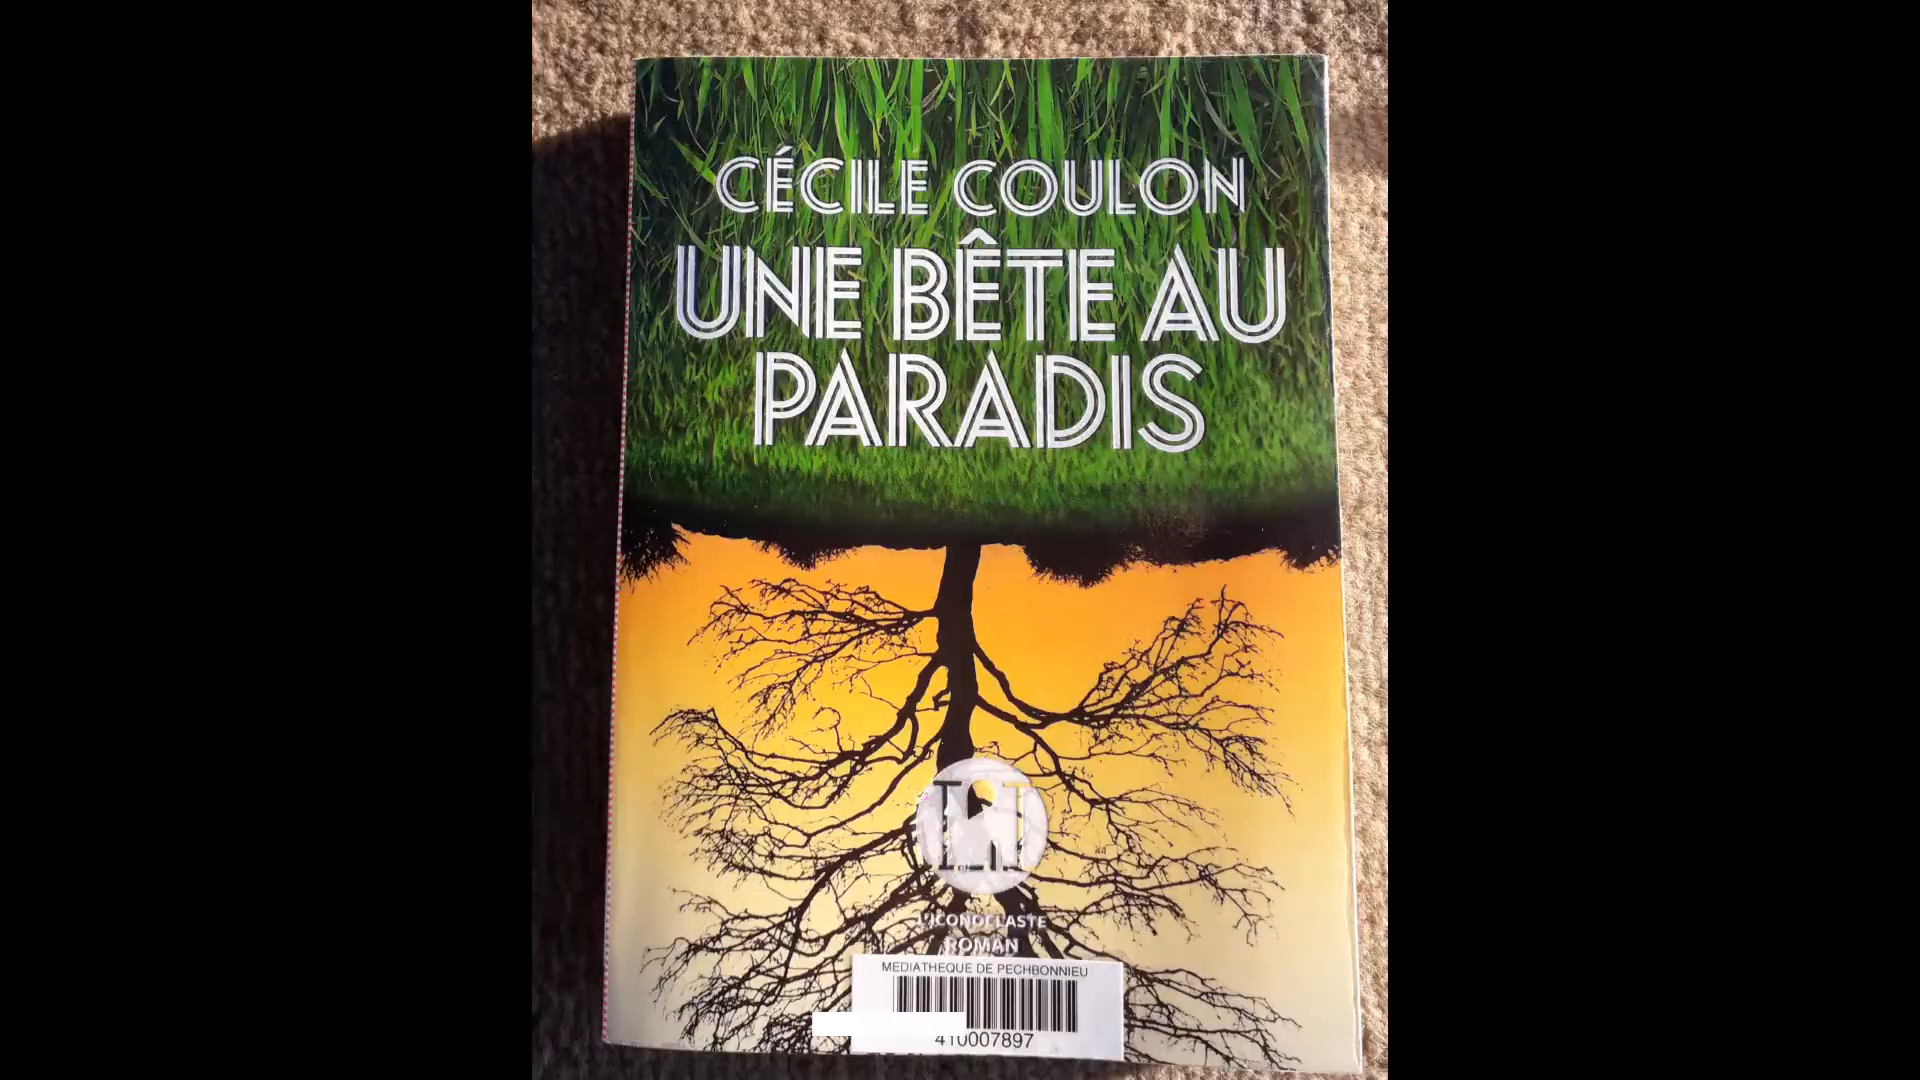 CÉCILE COULON
UNE BÊTE AU
PARADIS
L'ICONOCLASTE
ROMAN
MEDIATHEQUE DE PECHBONNIEU
410007897